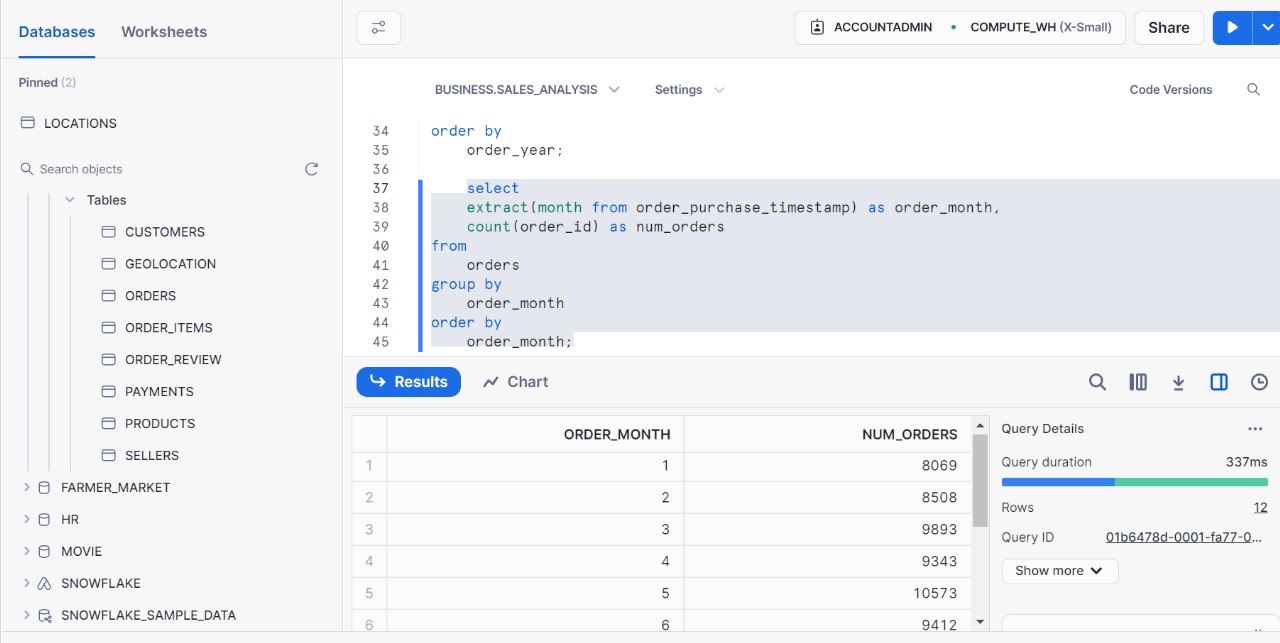 Databases Worksheets
ACCOUNTADMIN • COMPUTE_WH (X-Small) Share
Pinned (2)
LOCATIONS
Search objects
Tables
CUSTOMERS
GEOLOCATION
ORDERS
ORDER_ITEMS
ORDER_REVIEW
PAYMENTS
PRODUCTS
SELLERS
FARMER_MARKET
HR
MOVIE
SNOWFLAKE
SNOWFLAKE_SAMPLE_DATA
BUSINESS.SALES_ANALYSIS Settings Code Versions
34 order by
35 order_year;
36
37 select
38 extract(month from order_purchase_timestamp) as order_month,
39 count(order_id) as num_orders
40 from
41 orders
42 group by
43 order_month
44 order by
45 order_month;
Results Chart
ORDER_MONTH NUM_ORDERS
1 1 8069
2 2 8508
3 3 9893
4 4 9343
5 5 10573
6 6 9412
Query Details ...
Query duration 337ms
Rows 12
Query ID 01b6478d-0001-fa77-0...
Show more